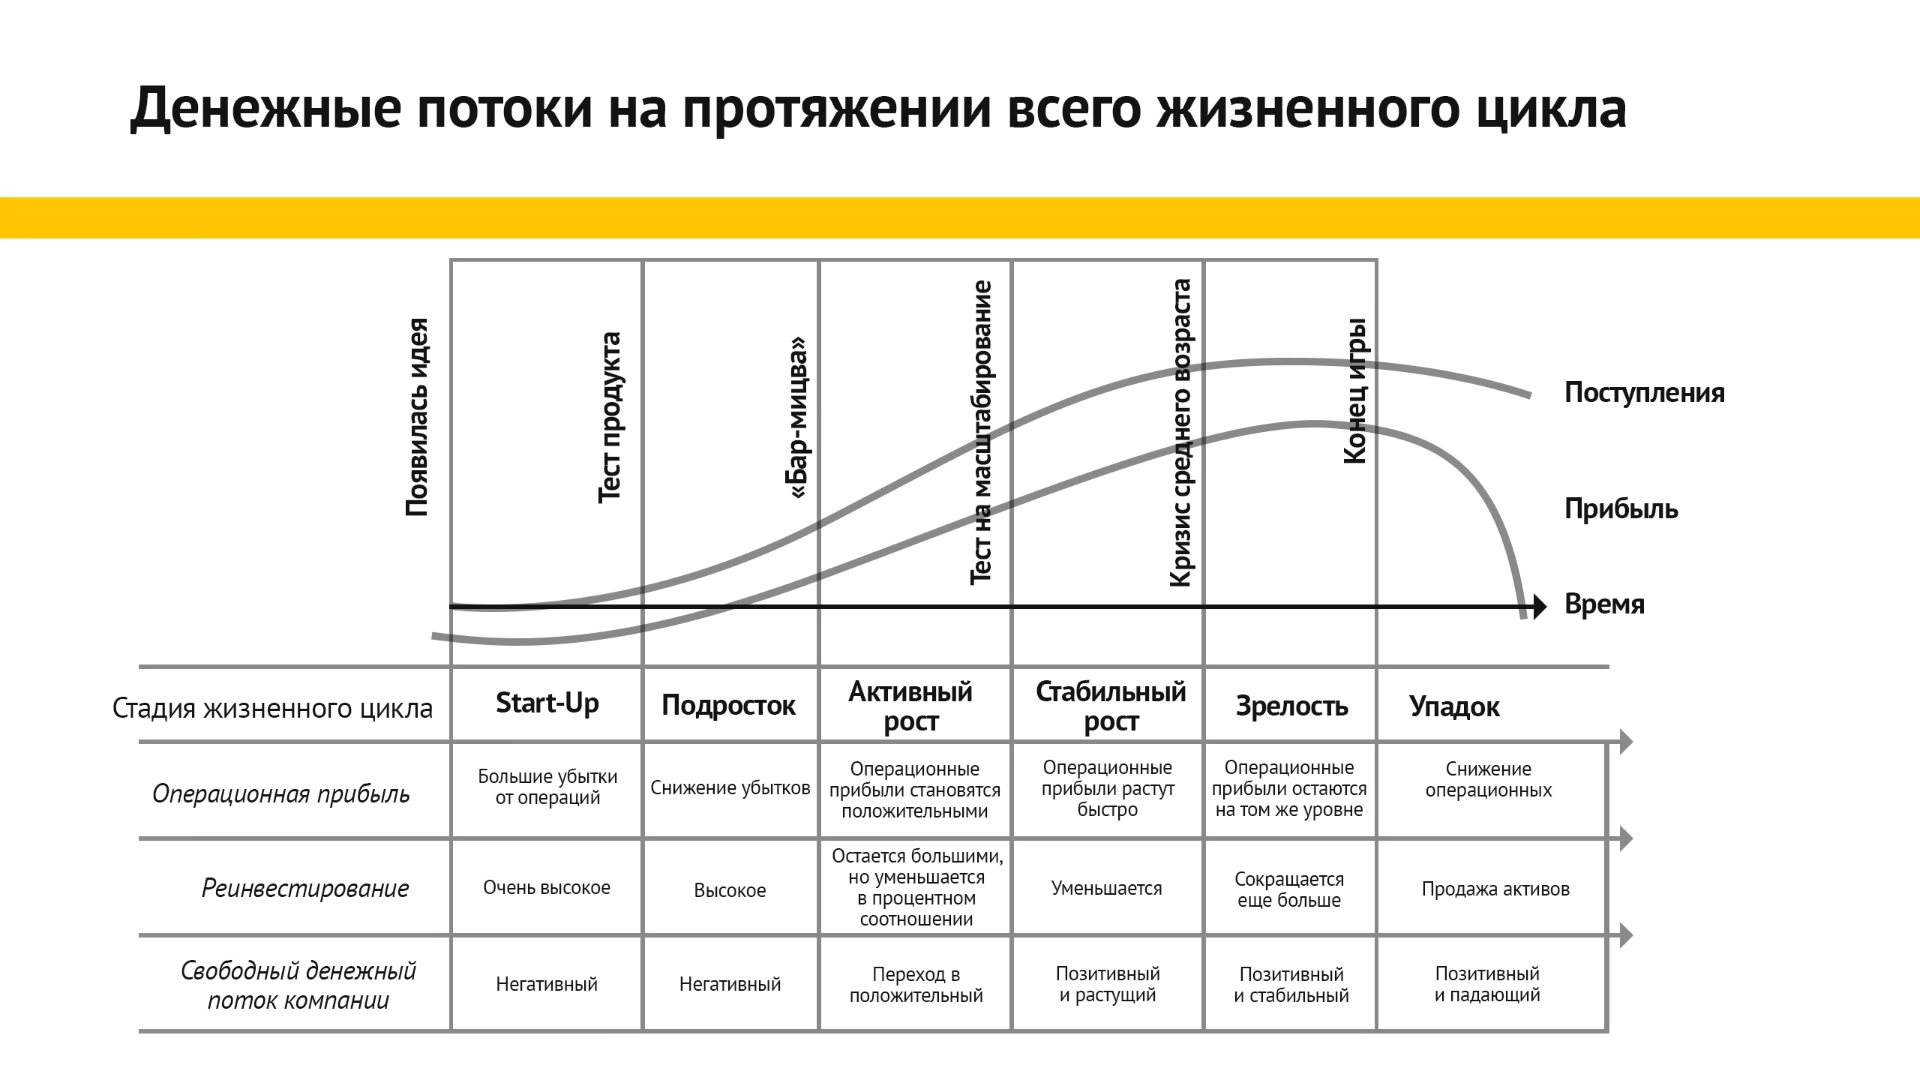 Денежные потоки на протяжении всего жизненного цикла
Появилась идея
Тест продукта
«Бар-мицва»
Тест на масштабирование
Кризис среднего возраста
Конец игры
Поступления
Прибыль
Время
Стадия жизненного цикла
Start-Up
Подросток
Активный
рост
Стабильный
рост
Зрелость
Упадок
Операционная прибыль
Большие убытки
от операций
Снижение убытков
Операционные
прибыли становятся
положительными
Операционные
прибыли растут
быстро
Операционные
прибыли остаются
на том же уровне
Снижение
операционных
Реинвестирование
Очень высокое
Высокое
Остается большими,
но уменьшается
в процентном
соотношении
Уменьшается
Сокращается
еще больше
Продажа активов
Свободный денежный
поток компании
Негативный
Негативный
Переход в
положительный
Позитивный
и растущий
Позитивный
и стабильный
Позитивный
и падающий